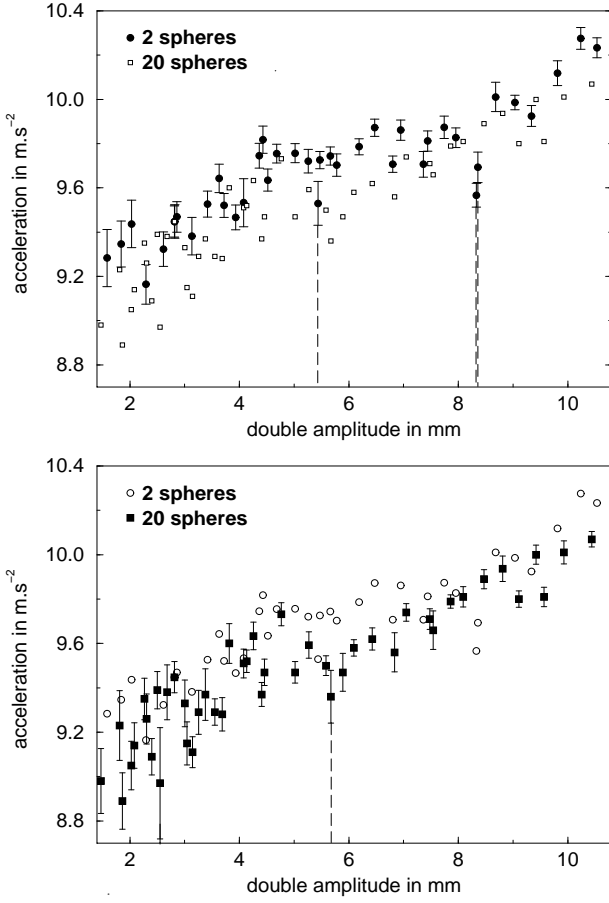 10.4
10.0
9.6
9.2
8.8
acceleration in m.s⁻²
2 spheres
20 spheres
2 4 6 8 10
double amplitude in mm
10.4
10.0
9.6
9.2
8.8
acceleration in m.s⁻²
2 spheres
20 spheres
2 4 6 8 10
double amplitude in mm